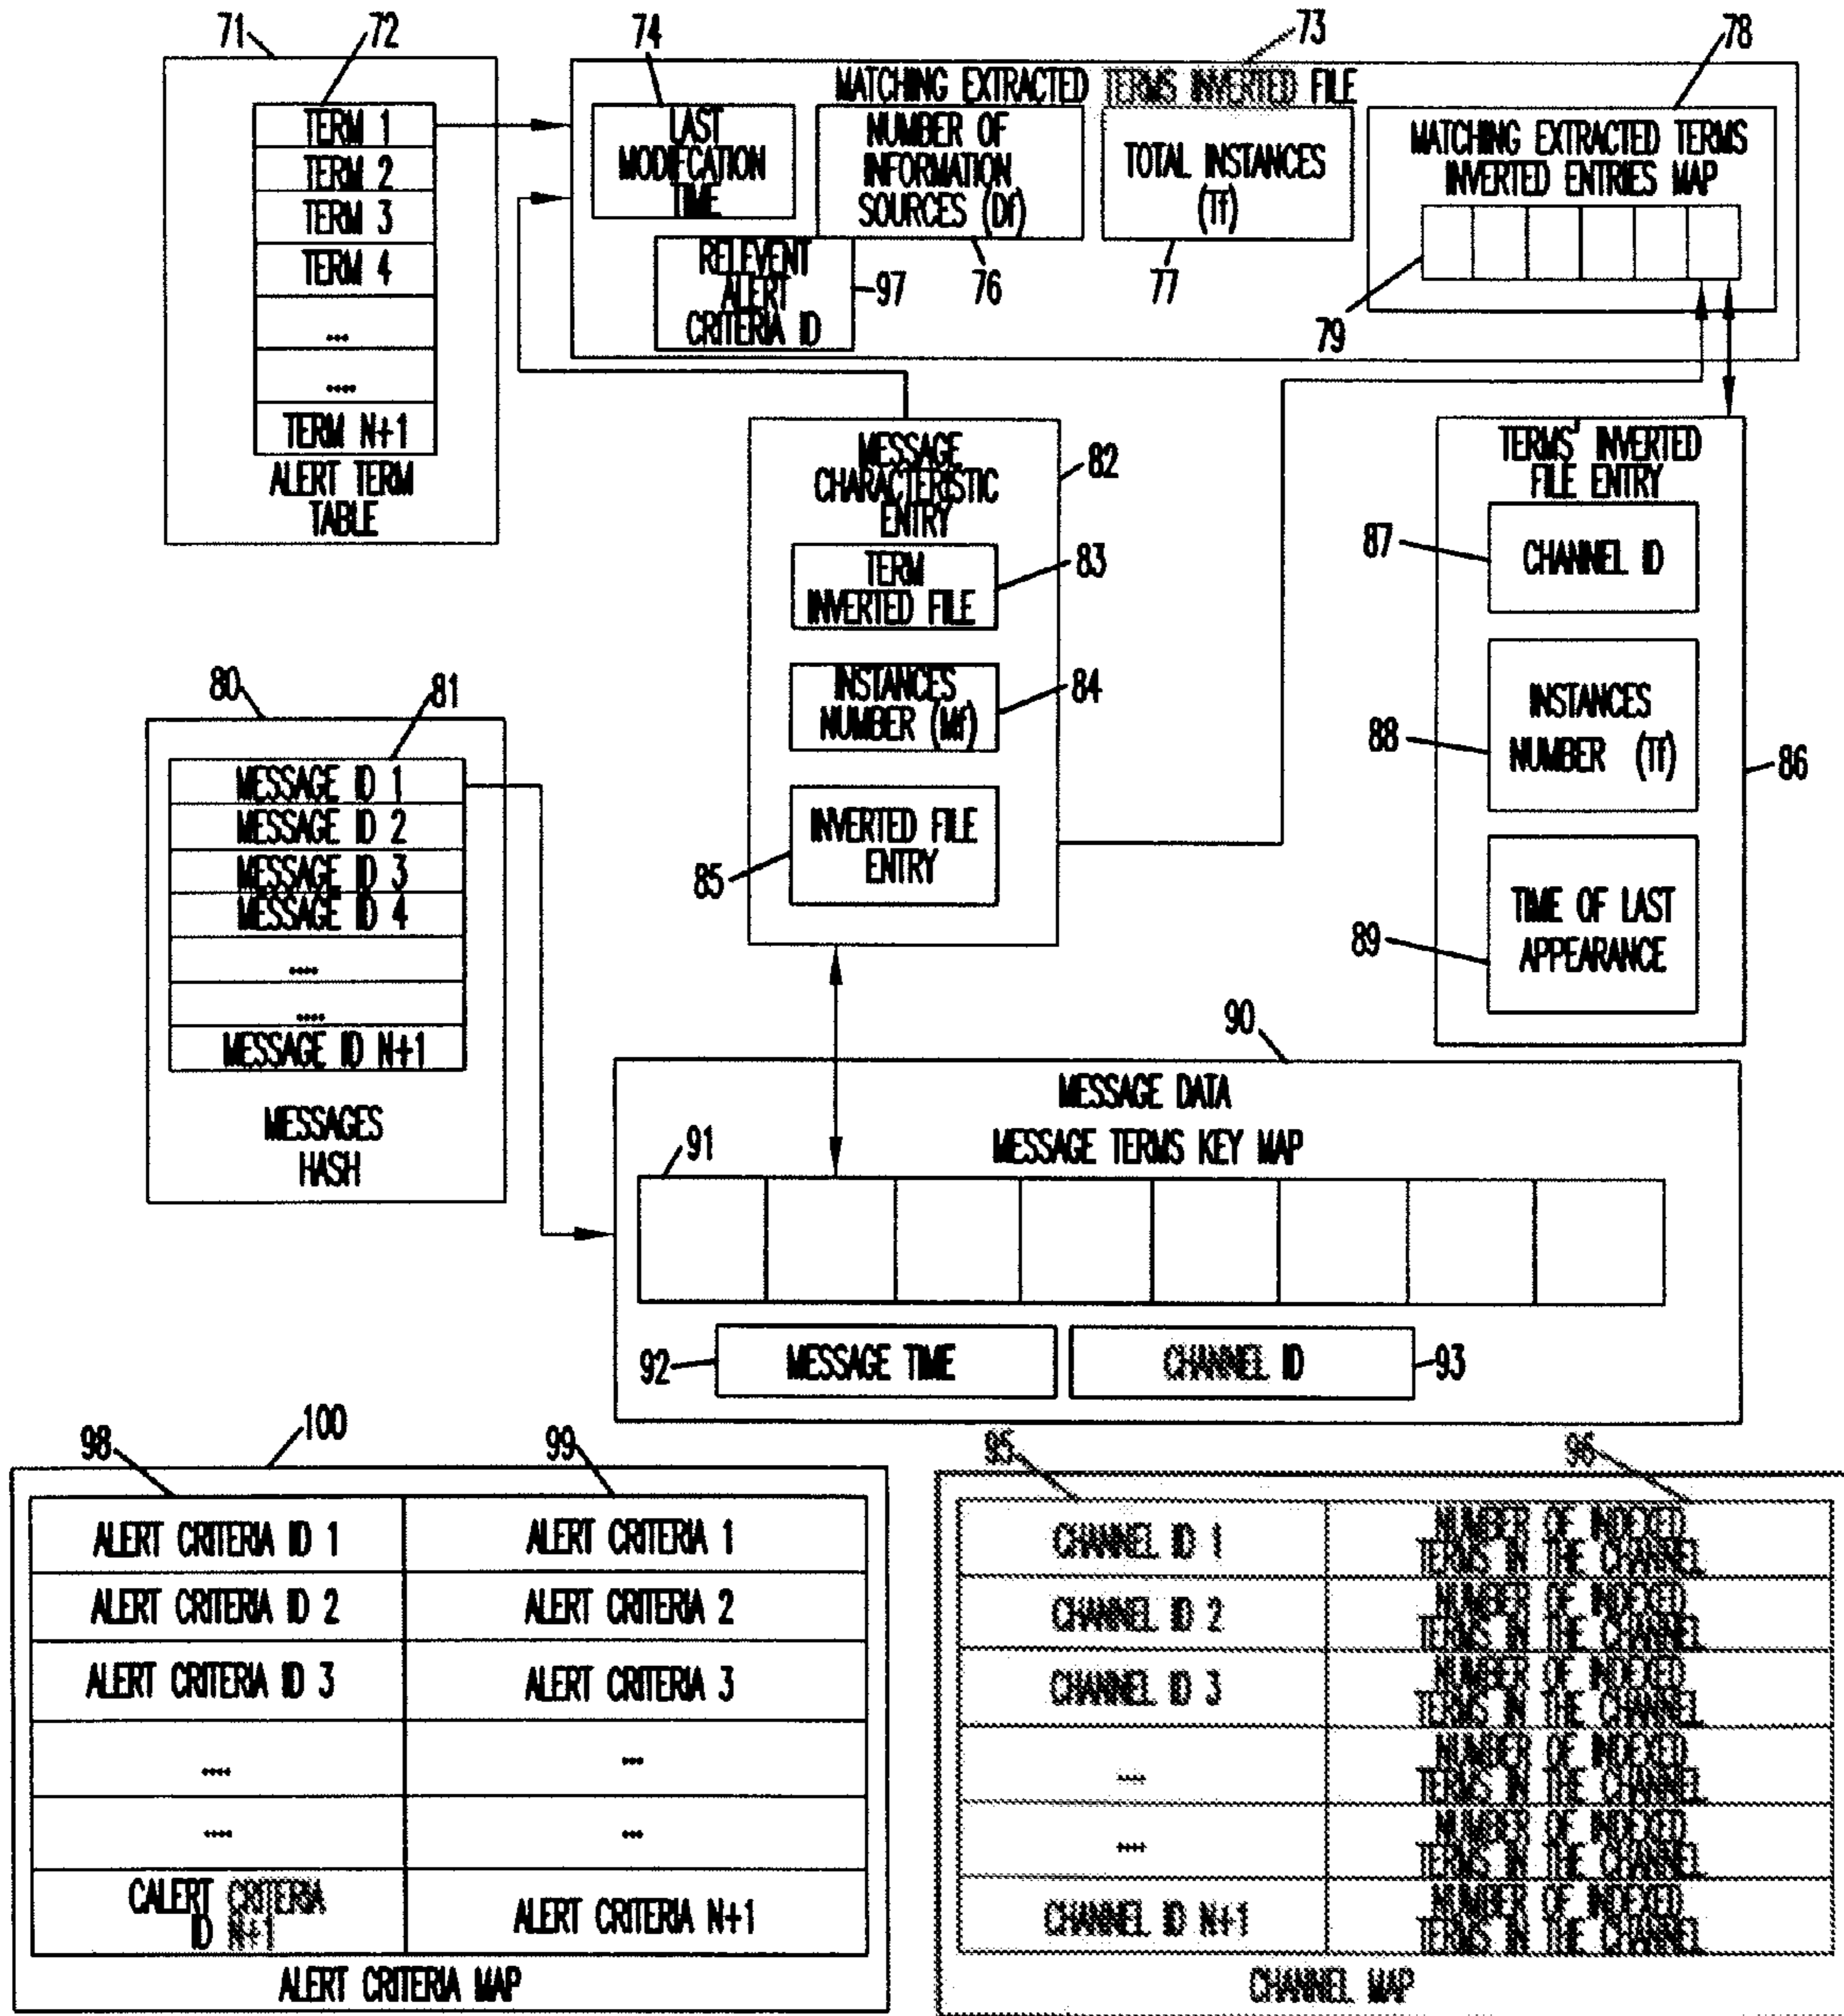 71
72
TERM 1
TERM 2
TERM 3
TERM 4
...
....
TERM N+1
ALERT TERM
TABLE
73
MATCHING EXTRACTED TERMS INVERTED FILE
74
LAST
MODIFCATION
TIME
NUMBER OF
INFORMATION
SOURCES (Df)
76
TOTAL INSTANCES
(Tf)
77
RELEVENT
ALERT
CRITERIA ID
97
78
MATCHING EXTRACTED TERMS
INVERTED ENTRIES MAP
79
MESSAGE
CHARACTERISTIC
ENTRY
82
TERM
INVERTED FILE
83
INSTANCES
NUMBER (Mf)
84
INVERTED FILE
ENTRY
85
TERMS' INVERTED
FILE ENTRY
87
CHANNEL ID
88
INSTANCES
NUMBER (Tf)
86
89
TIME OF LAST
APPEARANCE
80
81
MESSAGE ID 1
MESSAGE ID 2
MESSAGE ID 3
MESSAGE ID 4
....
....
MESSAGE ID N+1
MESSAGES
HASH
90
MESSAGE DATA
MESSAGE TERMS KEY MAP
91
92
MESSAGE TIME
CHANNEL ID
93
98
100
99
ALERT CRITERIA ID 1
ALERT CRITERIA 1
ALERT CRITERIA ID 2
ALERT CRITERIA 2
ALERT CRITERIA ID 3
ALERT CRITERIA 3
....
...
....
...
CALERT CRITERIA
ID N+1
ALERT CRITERIA N+1
ALERT CRITERIA MAP
95
96
CHANNEL ID 1
NUMBER OF INDEXED
TERMS IN THE CHANNEL
CHANNEL ID 2
NUMBER OF INDEXED
TERMS IN THE CHANNEL
CHANNEL ID 3
NUMBER OF INDEXED
TERMS IN THE CHANNEL
....
NUMBER OF INDEXED
TERMS IN THE CHANNEL
....
NUMBER OF INDEXED
TERMS IN THE CHANNEL
CHANNEL ID N+1
NUMBER OF INDEXED
TERMS IN THE CHANNEL
CHANNEL MAP